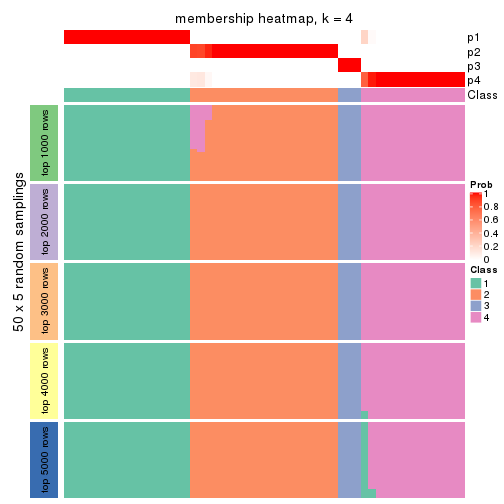 membership heatmap, k = 4
p1
p2
p3
p4
Class
50 x 5 random samplings
top 1000 rows
top 2000 rows
top 3000 rows
top 4000 rows
top 5000 rows
Prob
1
0.8
0.6
0.4
0.2
0
Class
1
2
3
4